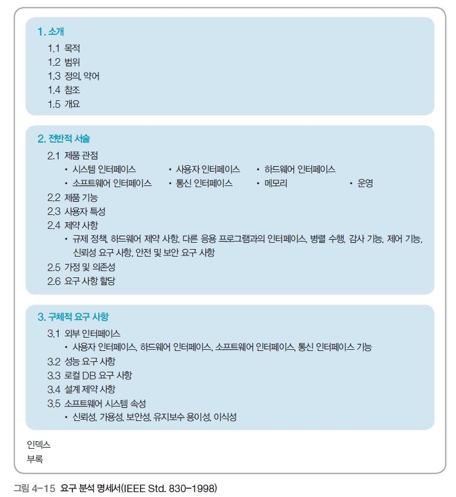 1. 소개
1.1 목적
1.2 범위
1.3 정의, 약어
1.4 참조
1.5 개요
2. 전반적 서술
2.1 제품 관점
• 시스템 인터페이스 • 사용자 인터페이스 • 하드웨어 인터페이스
• 소프트웨어 인터페이스 • 통신 인터페이스 • 메모리 • 운영
2.2 제품 기능
2.3 사용자 특성
2.4 제약 사항
• 규제 정책, 하드웨어 제약 사항, 다른 응용 프로그램과의 인터페이스, 병렬 수행, 감사 기능, 제어 기능,
신뢰성 요구 사항, 안전 및 보안 요구 사항
2.5 가정 및 의존성
2.6 요구 사항 할당
3. 구체적 요구 사항
3.1 외부 인터페이스
• 사용자 인터페이스, 하드웨어 인터페이스, 소프트웨어 인터페이스, 통신 인터페이스 기능
3.2 성능 요구 사항
3.3 로컬 DB 요구 사항
3.4 설계 제약 사항
3.5 소프트웨어 시스템 속성
• 신뢰성, 가용성, 보안성, 유지보수 용이성, 이식성
인덱스
부록
그림 4-15 요구 분석 명세서(IEEE Std. 830-1998)